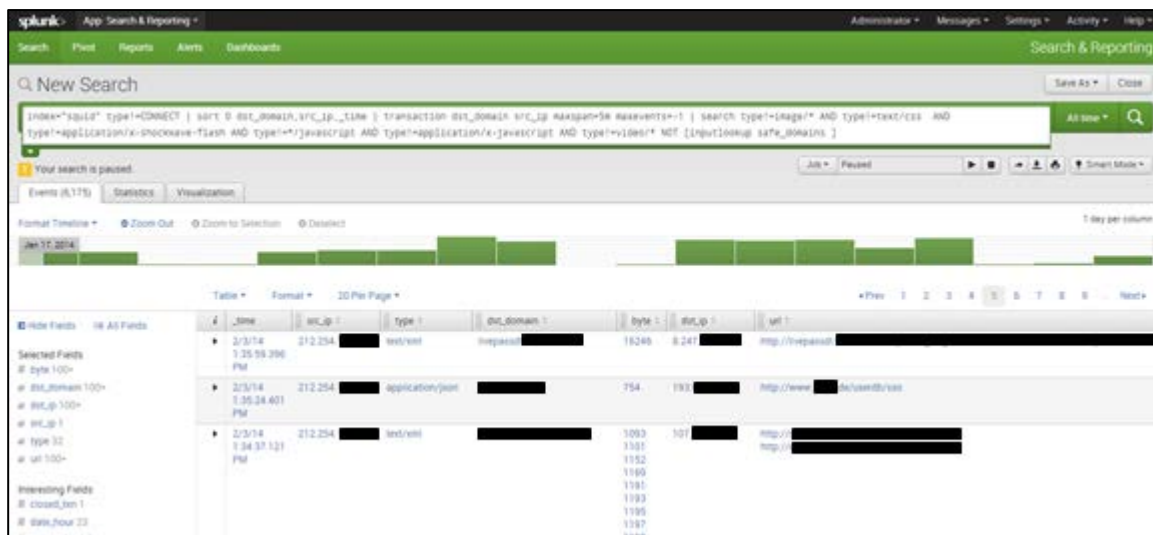 splunk> App: Search & Reporting Administrator Messages Settings Activity Help
Search Pivot Reports Alerts Dashboards Search & Reporting
New Search Save As Close
index="squid" type!=CONNECT | sort 0 dst_domain,src_ip,_time | transaction dst_domain src_ip maxspan=5m maxevents=-1 | search type!=image/* AND type!=text/css AND
type!=application/x-shockwave-flash AND type!=*/javascript AND type!=application/x-javascript AND type!=video/* NOT [inputlookup safe_domains ]
All time
Your search is paused. Job Paused Smart Mode
Events (6,175) Statistics Visualization
Format Timeline Zoom Out Zoom to Selection Deselect 1 day per column
Jan 17, 2014
Table Format 20 Per Page Prev 1 2 3 4 5 6 7 8 9 ... Next
Hide Fields All Fields i _time src_ip type dst_domain byte dst_ip url
Selected Fields
# byte 100+
a dst_domain 100+
a dst_ip 100+
a src_ip 1
a type 32
a url 100+
Interesting Fields
# closed_txn 1
# date_hour 23
2/3/14 212.254. text/xml 8.247.
1:35:59.396
PM
2/3/14 212.254. application/json 754 193. http://www. de/usentb/sso
1:35:24.401
PM
2/3/14 212.254. text/xml 1093 107. http://
1:34:37.121 1101 http://
PM 1152
1160
1191
1193
1195
1197